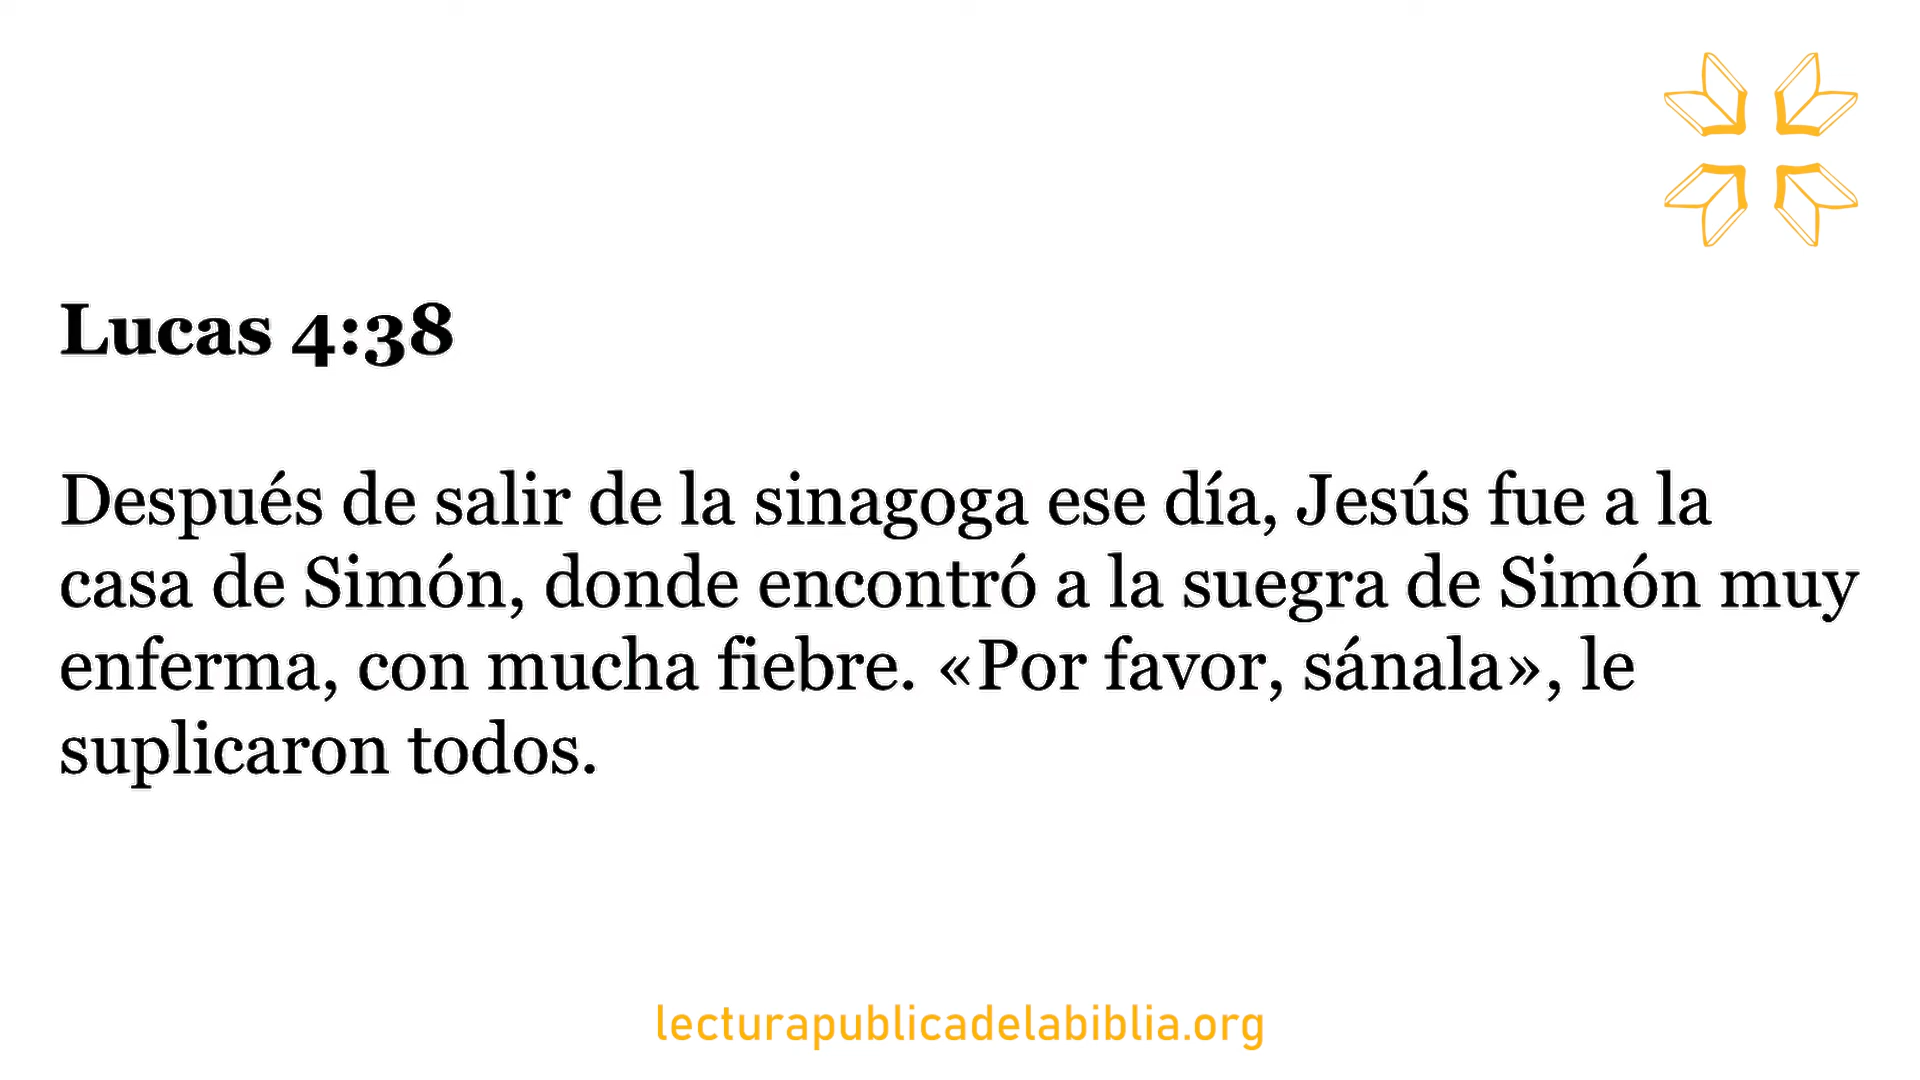 Lucas 4:38
Después de salir de la sinagoga ese día, Jesús fue a la
casa de Simón, donde encontró a la suegra de Simón muy
enferma, con mucha fiebre. «Por favor, sánala», le
suplicaron todos.
lecturapublicadelabiblia.org